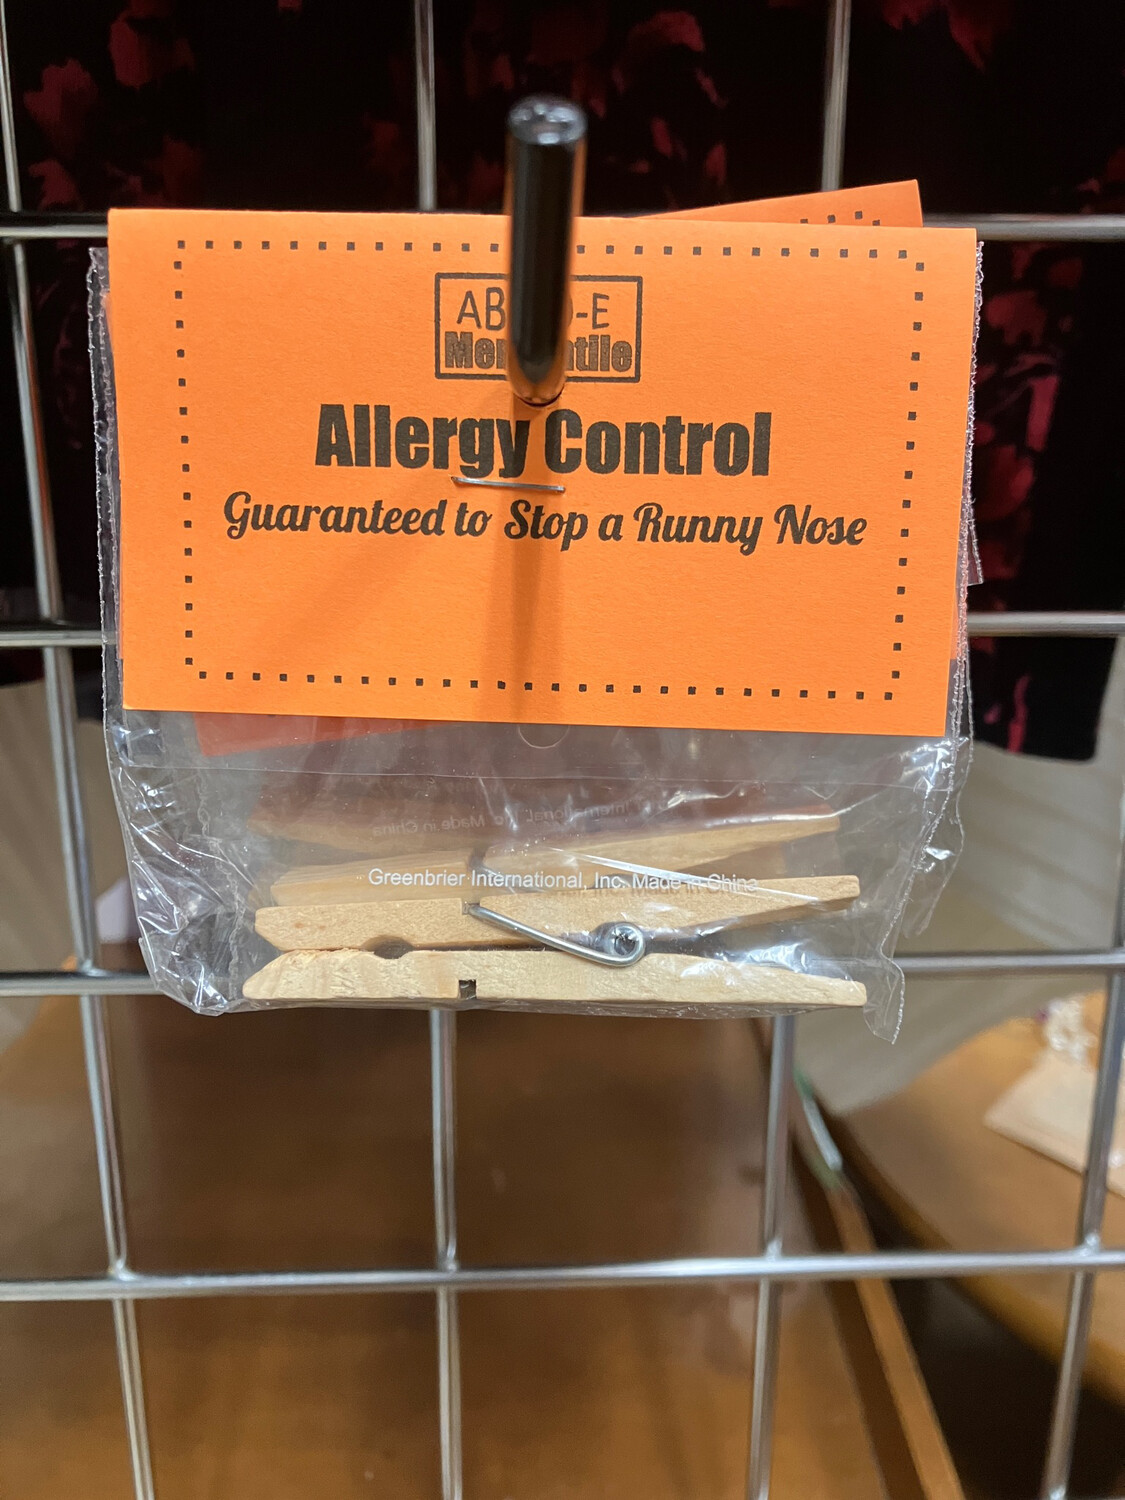 Allergy Control
Guaranteed to Stop a Runny Nose
Greenbrier International, Inc. Made in China